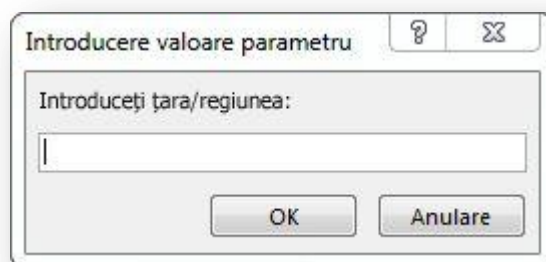 Introducere valoare parametru
Introduceți țara/regiunea:
OK
Anulare